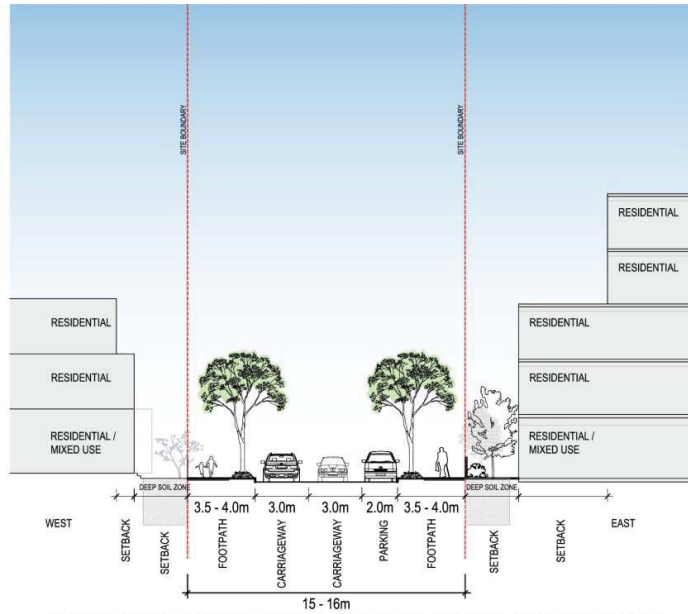 SITE BOUNDARY
SITE BOUNDARY
RESIDENTIAL
RESIDENTIAL
RESIDENTIAL
RESIDENTIAL
RESIDENTIAL
RESIDENTIAL
RESIDENTIAL /
MIXED USE
RESIDENTIAL /
MIXED USE
DEEP SOIL ZONE
DEEP SOIL ZONE
3.5 - 4.0m
3.0m
3.0m
2.0m
3.5 - 4.0m
WEST
SETBACK
SETBACK
FOOTPATH
CARRIAGEWAY
CARRIAGEWAY
PARKING
FOOTPATH
SETBACK
SETBACK
EAST
15 - 16m